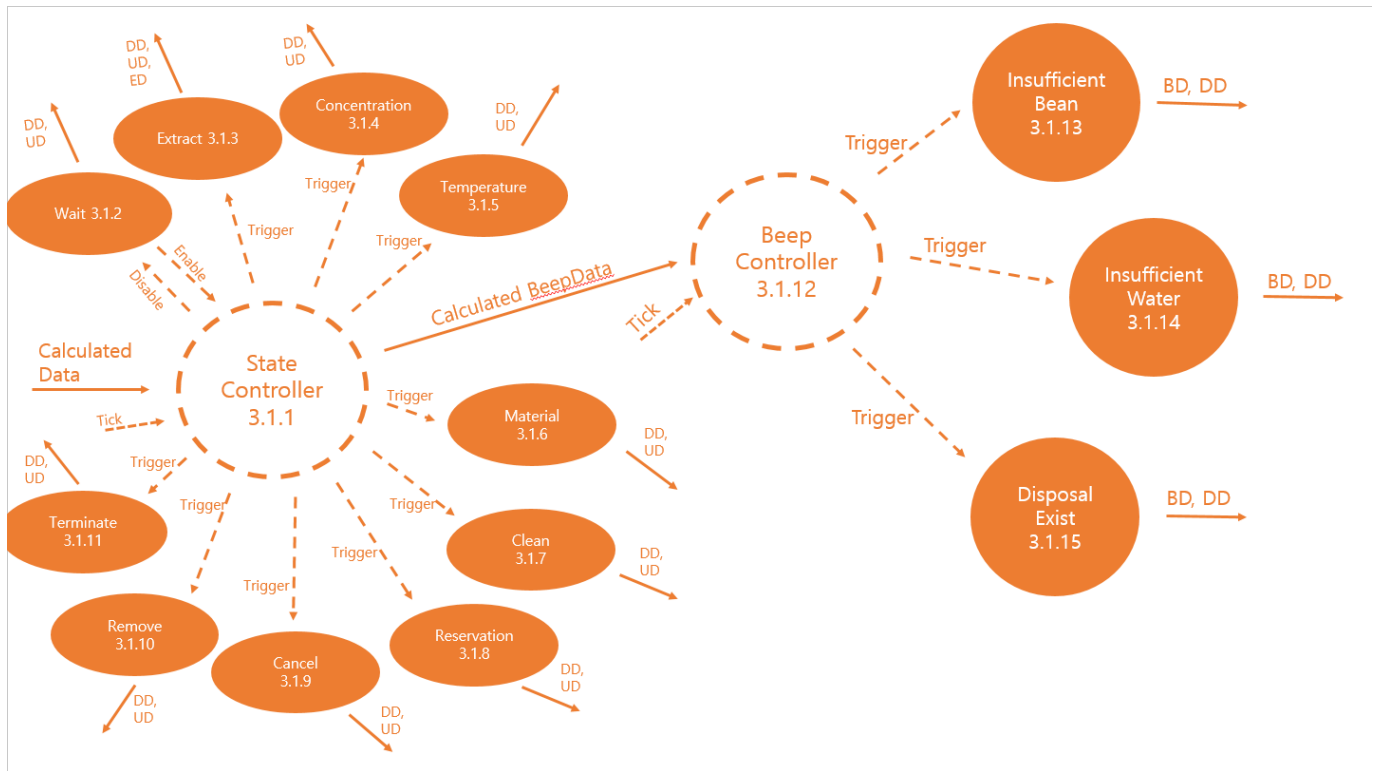 DD,
UD
Wait 3.1.2
DD,
UD,
ED
Extract 3.1.3
DD,
UD
Concentration
3.1.4
DD,
UD
Temperature
3.1.5
Enable
Disable
Trigger
Trigger
Trigger
Calculated
Data
Tick
State
Controller
3.1.1
Calculated BeepData
Tick
Beep
Controller
3.1.12
Trigger
Insufficient
Bean
3.1.13
BD, DD
Trigger
Insufficient
Water
3.1.14
BD, DD
Trigger
Disposal
Exist
3.1.15
BD, DD
Trigger
Material
3.1.6
DD,
UD
Trigger
Clean
3.1.7
DD,
UD
Trigger
Reservation
3.1.8
DD,
UD
Trigger
Cancel
3.1.9
DD,
UD
Trigger
Remove
3.1.10
DD,
UD
Trigger
Terminate
3.1.11
DD,
UD